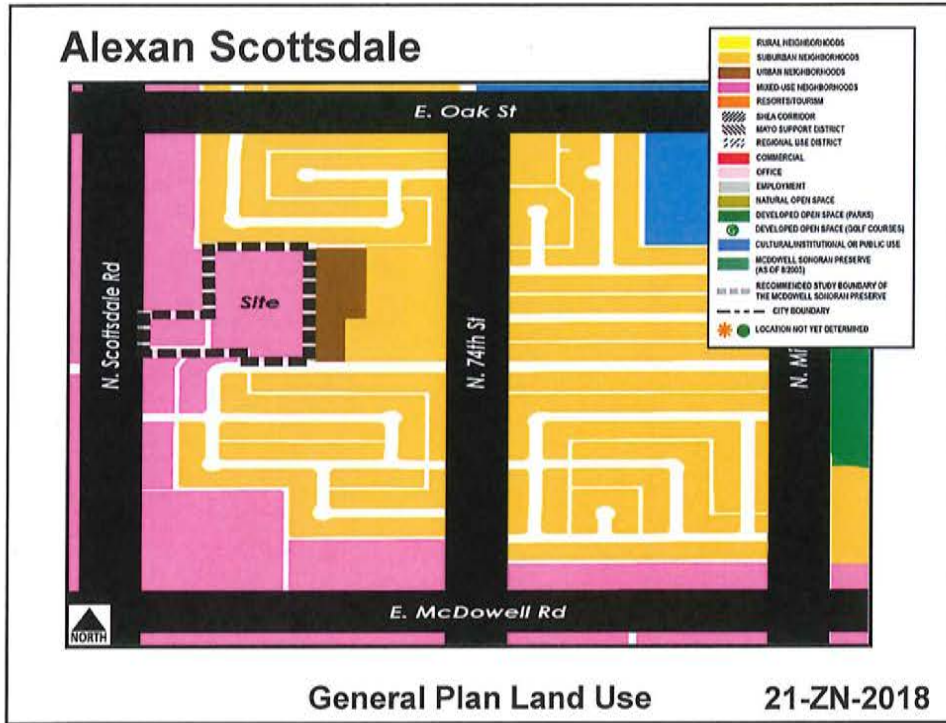 Alexan Scottsdale
RURAL NEIGHBORHOODS
SUBURBAN NEIGHBORHOODS
URBAN NEIGHBORHOODS
MIXED-USE NEIGHBORHOODS
RESORTS/TOURISM
SHEA CORRIDOR
MAYO SUPPORT DISTRICT
REGIONAL USE DISTRICT
COMMERCIAL
OFFICE
EMPLOYMENT
NATURAL OPEN SPACE
DEVELOPED OPEN SPACE (PARKS)
DEVELOPED OPEN SPACE (GOLF COURSES)
CULTURAL/INSTITUTIONAL OR PUBLIC USE
MCDOWELL SONORAN PRESERVE
(AS OF 8/2003)
RECOMMENDED STUDY BOUNDARY OF
THE MCDOWELL SONORAN PRESERVE
CITY BOUNDARY
LOCATION NOT YET DETERMINED
E. Oak St
N. Scottsdale Rd
Site
N. 74th St
N. Mi
E. McDowell Rd
NORTH
General Plan Land Use
21-ZN-2018